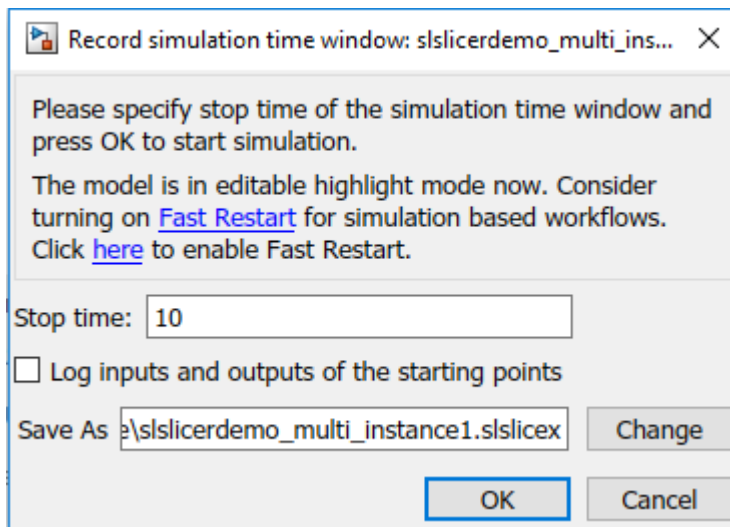 Record simulation time window: slslicerdemo_multi_ins...
Please specify stop time of the simulation time window and
press OK to start simulation.
The model is in editable highlight mode now. Consider
turning on Fast Restart for simulation based workflows.
Click here to enable Fast Restart.
Stop time: 10
Log inputs and outputs of the starting points
Save As e\slslicerdemo_multi_instance1.slslicex Change
OK Cancel